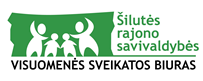 Šilutės
rajono
savivaldybės
VISUOMENĖS SVEIKATOS BIURAS